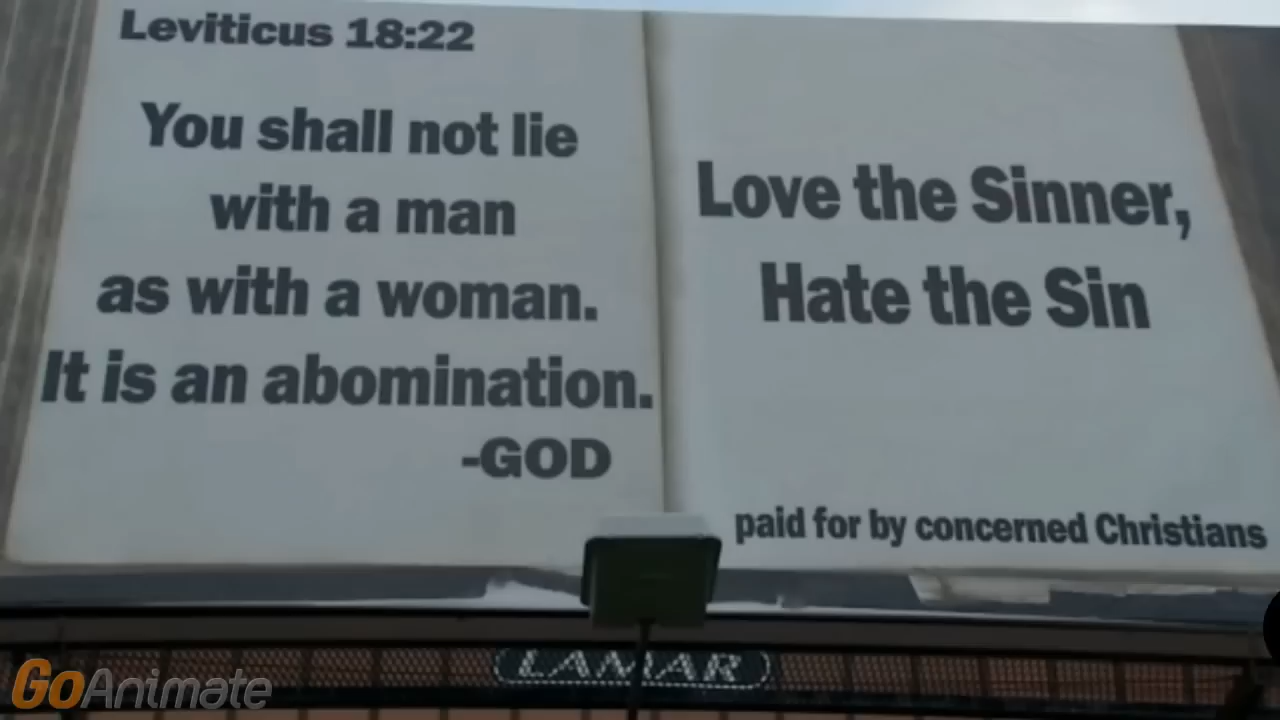 Leviticus 18:22
You shall not lie
with a man
as with a woman.
It is an abomination.
-GOD
Love the Sinner,
Hate the Sin
paid for by concerned Christians
LAMAR
GoAnimate